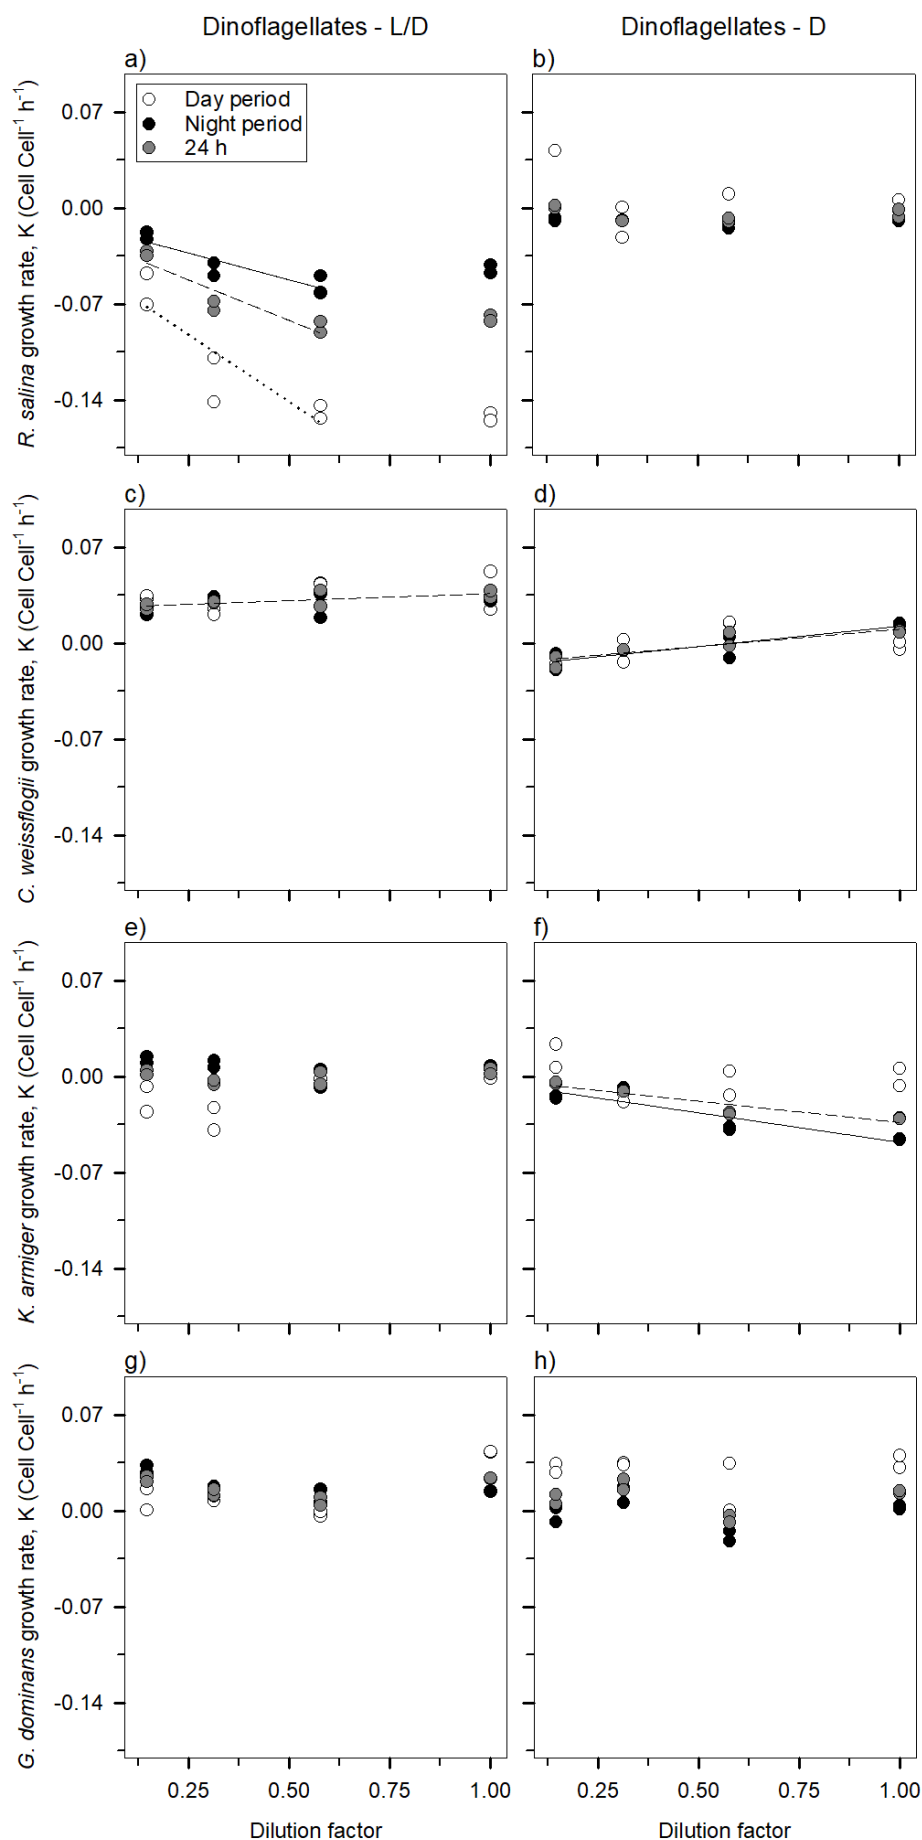 Dinoflagellates - L/D
Dinoflagellates - D
a)
b)
Day period
Night period
24 h
0.07
0.00
-0.07
-0.14
R. salina growth rate, K (Cell Cell⁻¹ h⁻¹)
c)
d)
0.07
0.00
-0.07
-0.14
C. weissflogii growth rate, K (Cell Cell⁻¹ h⁻¹)
e)
f)
0.07
0.00
-0.07
-0.14
K. armiger growth rate, K (Cell Cell⁻¹ h⁻¹)
g)
h)
0.07
0.00
-0.07
-0.14
G. dominans growth rate, K (Cell Cell⁻¹ h⁻¹)
0.25 0.50 0.75 1.00
0.25 0.50 0.75 1.00
Dilution factor
Dilution factor